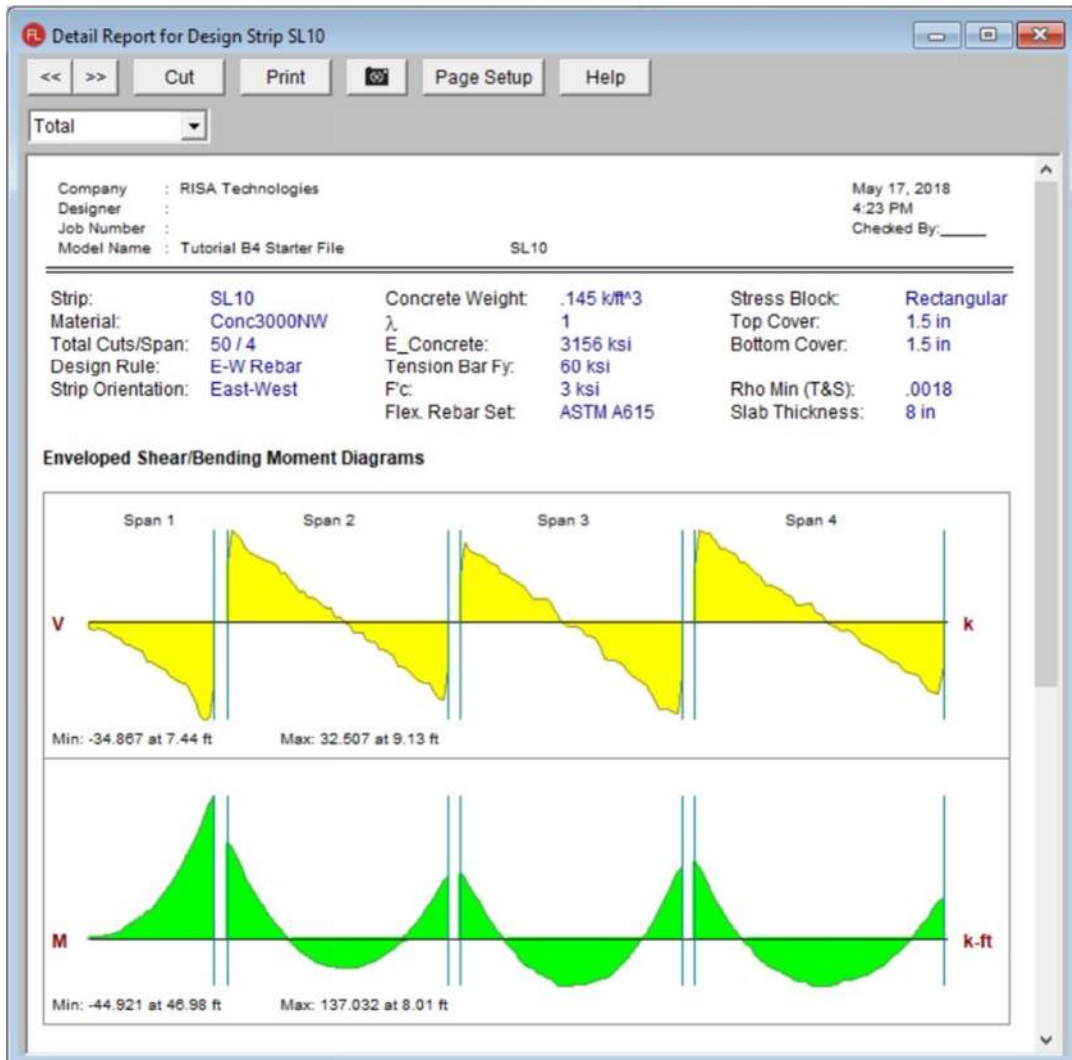 FL Detail Report for Design Strip SL10
<< >> Cut Print Page Setup Help
Total
Company : RISA Technologies May 17, 2018
Designer : 4:23 PM
Job Number : Checked By:_____
Model Name : Tutorial B4 Starter File SL10
Strip: SL10 Concrete Weight: .145 k/ft^3 Stress Block: Rectangular
Material: Conc3000NW λ 1 Top Cover: 1.5 in
Total Cuts/Span: 50 / 4 E_Concrete: 3156 ksi Bottom Cover: 1.5 in
Design Rule: E-W Rebar Tension Bar Fy: 60 ksi
Strip Orientation: East-West F'c: 3 ksi Rho Min (T&S): .0018
Flex. Rebar Set: ASTM A615 Slab Thickness: 8 in
Enveloped Shear/Bending Moment Diagrams
Span 1 Span 2 Span 3 Span 4
V k
Min: -34.867 at 7.44 ft Max: 32.507 at 9.13 ft
M k-ft
Min: -44.921 at 46.98 ft Max: 137.032 at 8.01 ft